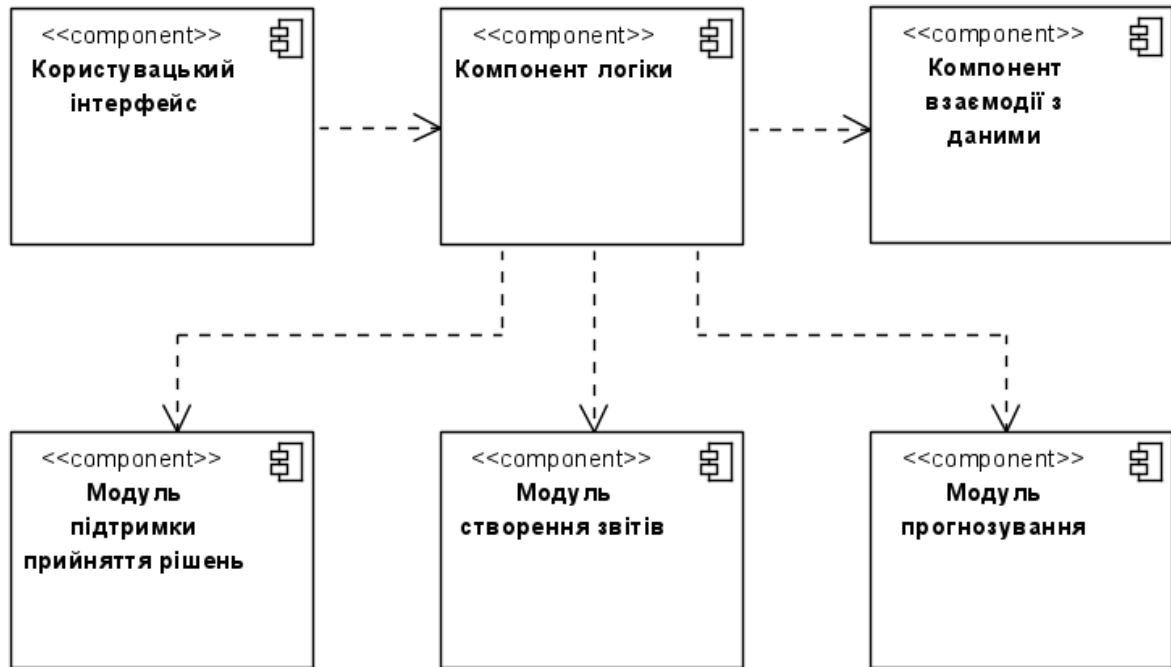 <<component>>
Користувацький
інтерфейс
<<component>>
Компонент логіки
<<component>>
Компонент
взаємодії з
даними
<<component>>
Модуль
підтримки
прийняття рішень
<<component>>
Модуль
створення звітів
<<component>>
Модуль
прогнозування